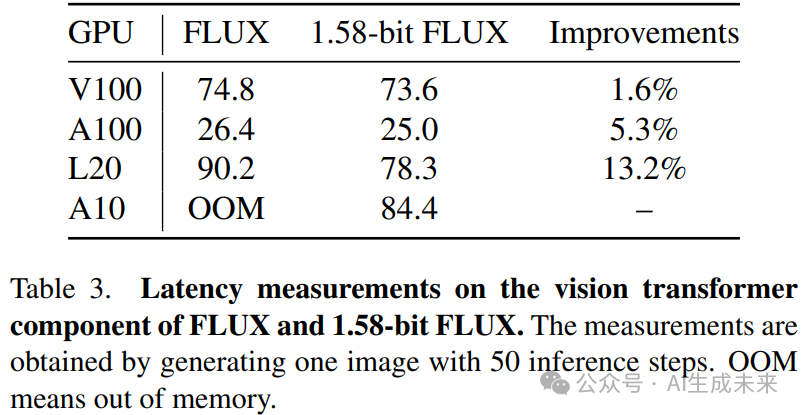 GPU FLUX 1.58-bit FLUX Improvements
V100 74.8 73.6 1.6%
A100 26.4 25.0 5.3%
L20 90.2 78.3 13.2%
A10 OOM 84.4 –
Table 3. Latency measurements on the vision transformer
component of FLUX and 1.58-bit FLUX. The measurements are
obtained by generating one image with 50 inference steps. OOM
means out of memory.
公众号 · AI生成未来